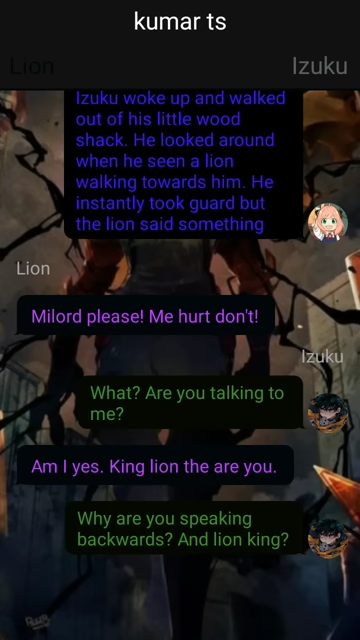 kumar ts
Lion
Izuku
Izuku woke up and walked
out of his little wood
shack. He looked around
when he seen a lion
walking towards him. He
instantly took guard but
the lion said something
Lion
Milord please! Me hurt don't!
Izuku
What? Are you talking to
me?
Am I yes. King lion the are you.
Why are you speaking
backwards? And lion king?